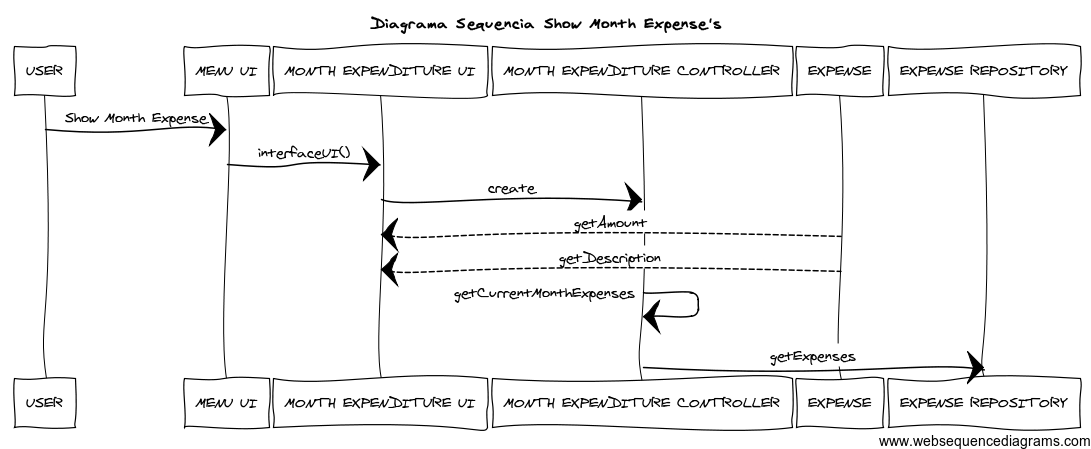 Diagrama Sequencia Show Month Expense's
USER MENU UI MONTH EXPENDITURE UI MONTH EXPENDITURE CONTROLLER EXPENSE EXPENSE REPOSITORY
Show Month Expense
interfaceUI()
create
getAmount
getDescription
getCurrentMonthExpenses
getExpenses
USER MENU UI MONTH EXPENDITURE UI MONTH EXPENDITURE CONTROLLER EXPENSE EXPENSE REPOSITORY
www.websequencediagrams.com